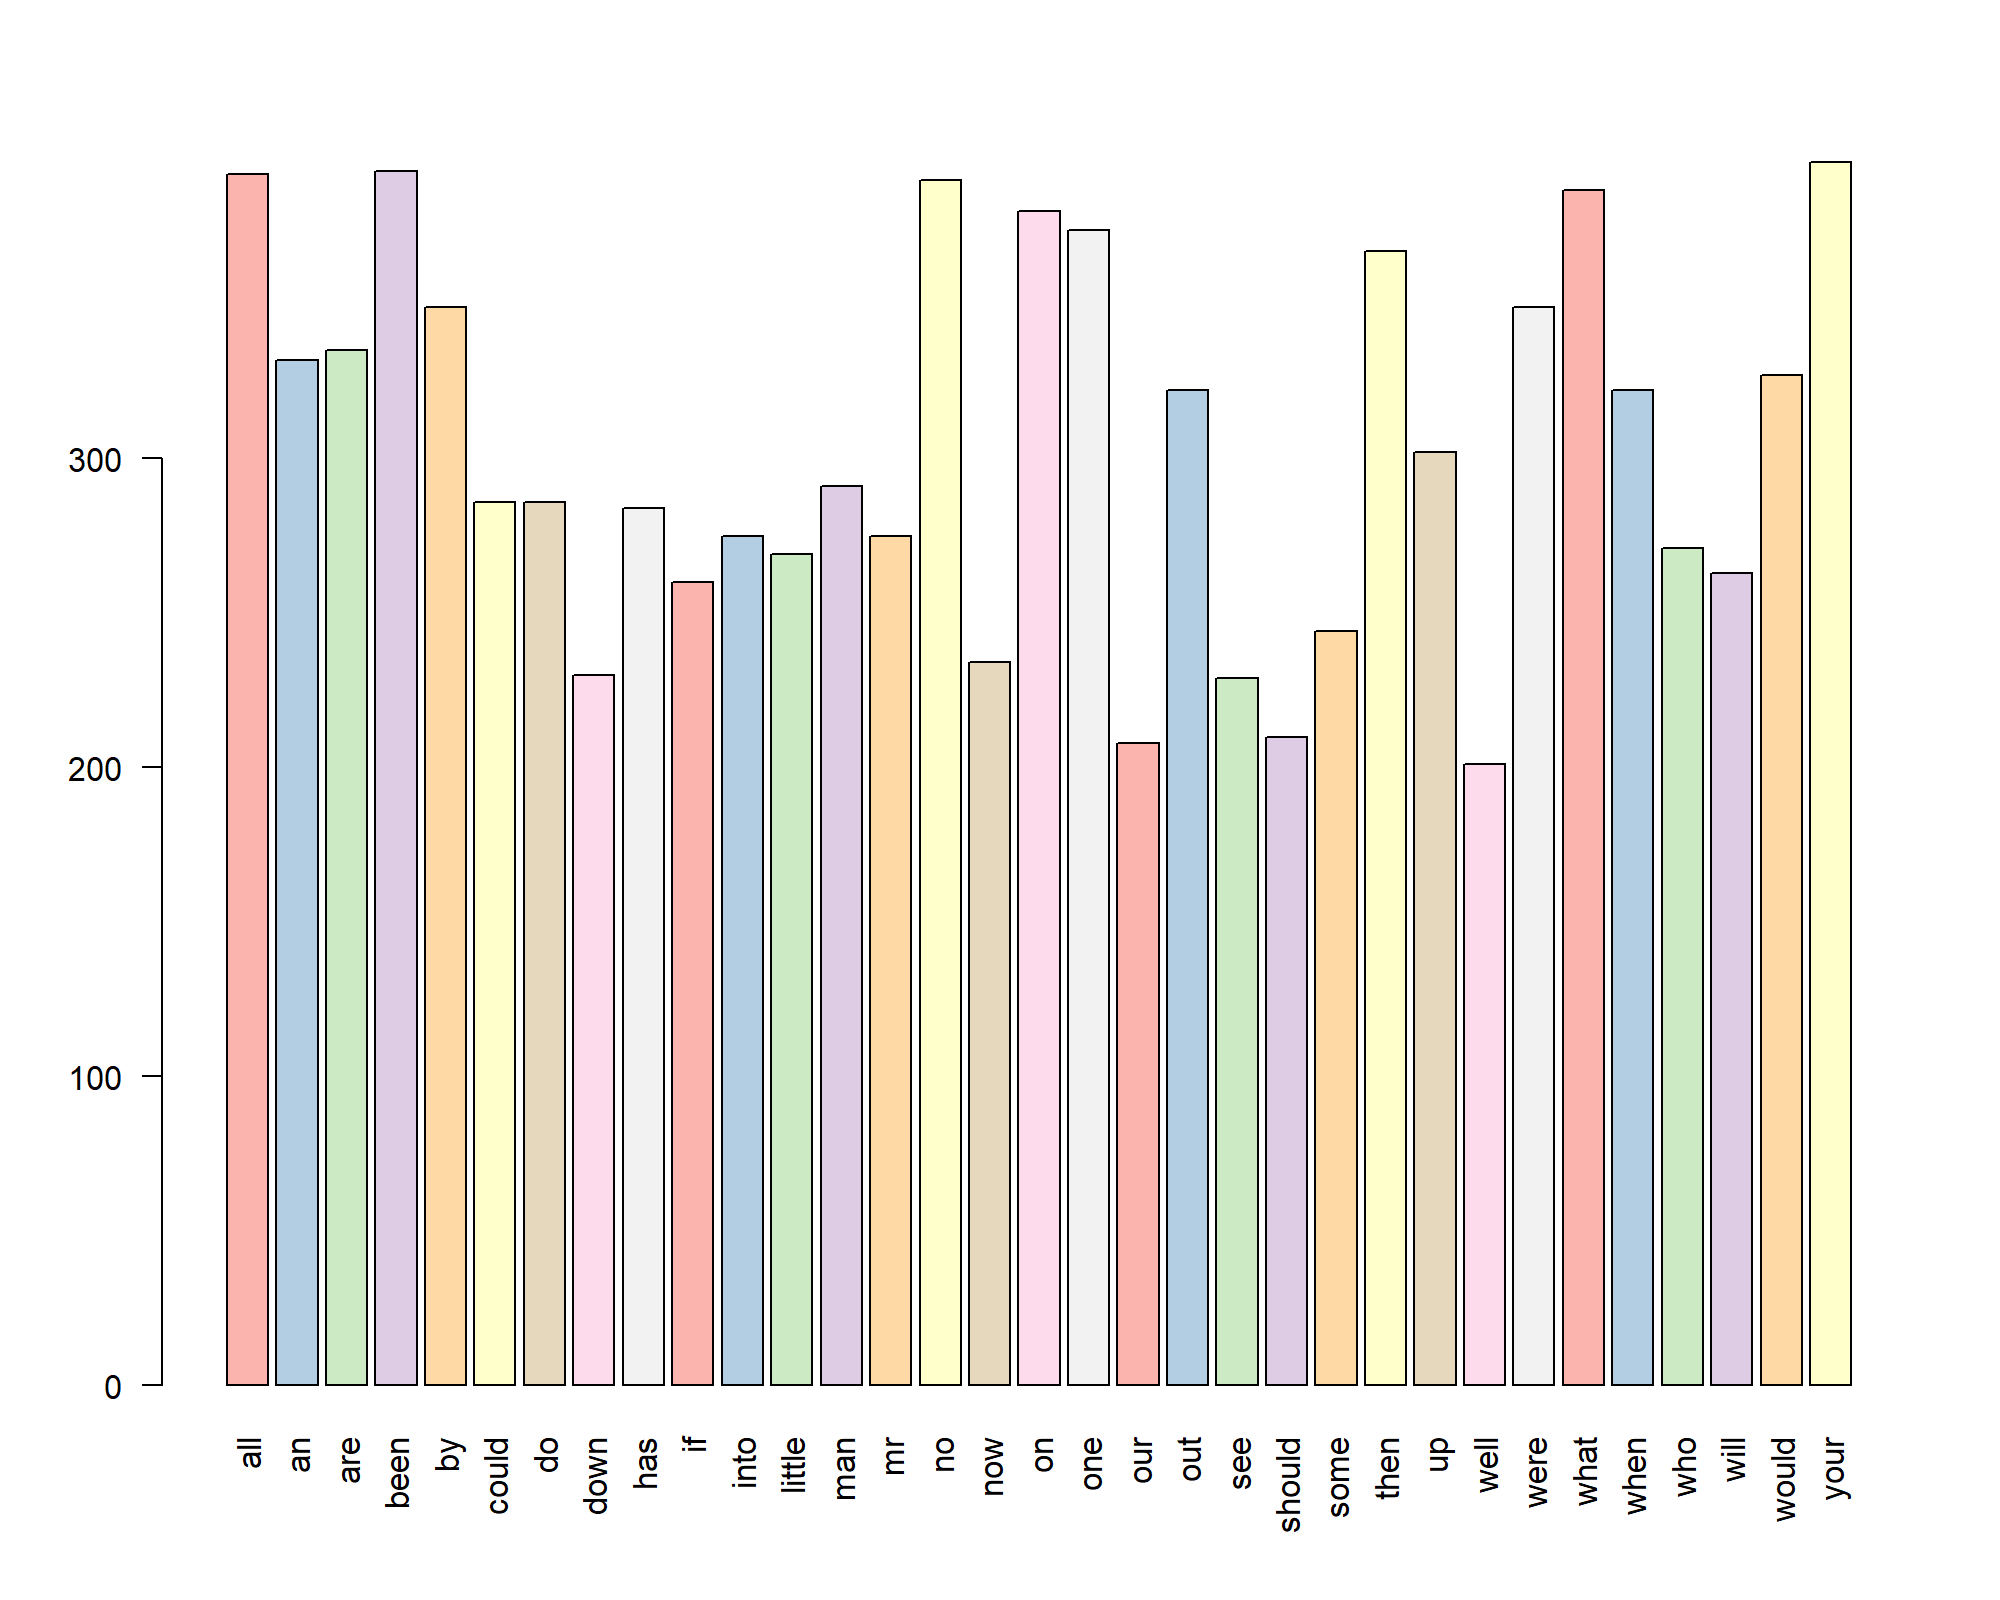 300
200
100
0
all an are been by could do down has if into little man mr no now on one our out see should some then up well were what when who will would your